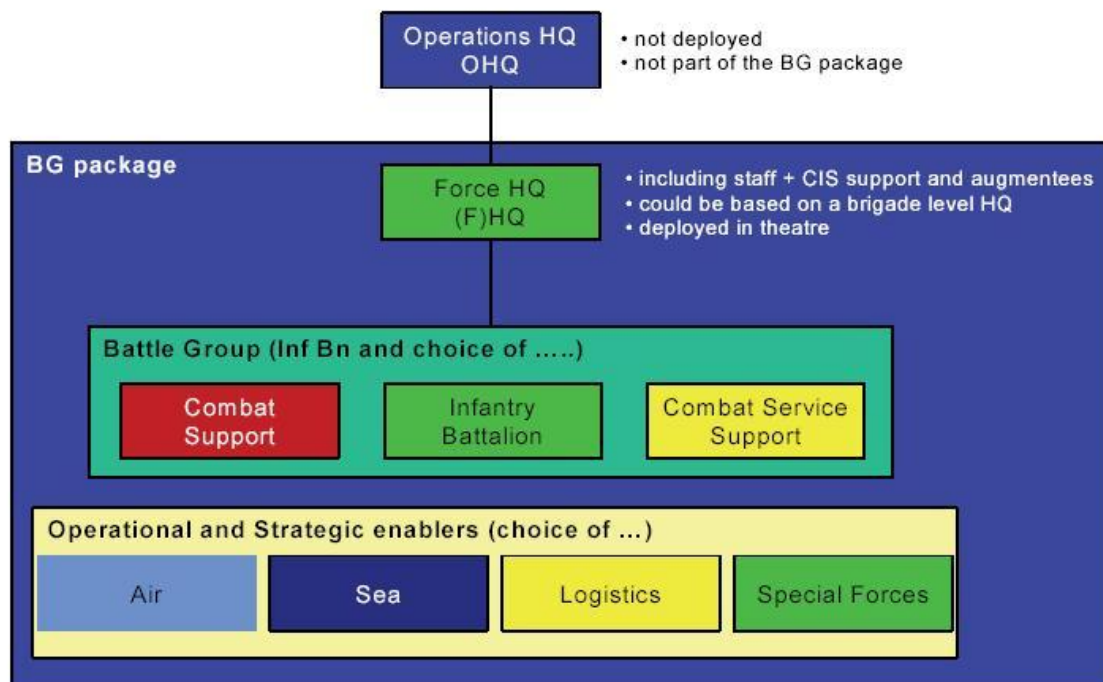 Operations HQ
OHQ
• not deployed
• not part of the BG package
BG package
Force HQ
(F)HQ
• including staff + CIS support and augmentees
• could be based on a brigade level HQ
• deployed in theatre
Battle Group (Inf Bn and choice of .....)
Combat
Support
Infantry
Battalion
Combat Service
Support
Operational and Strategic enablers (choice of ...)
Air
Sea
Logistics
Special Forces